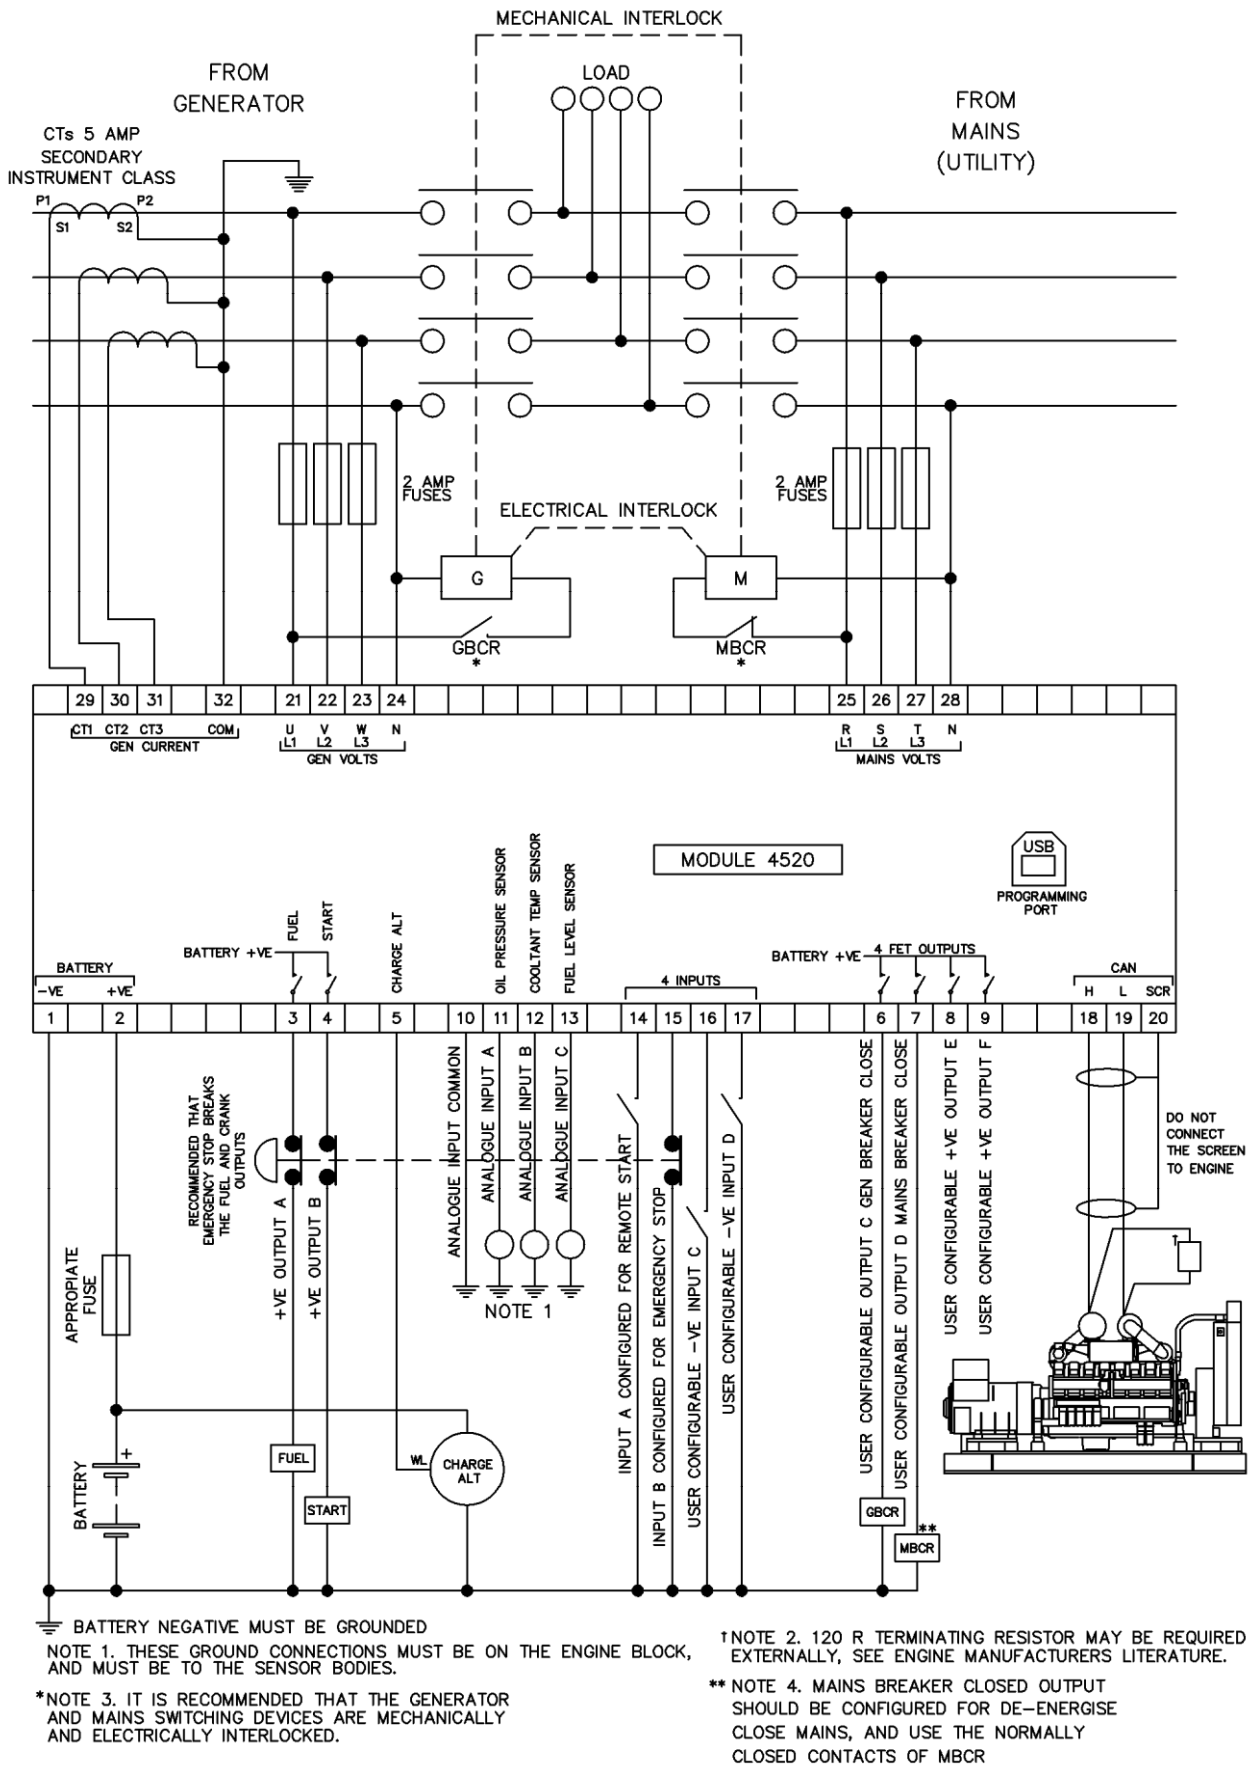 MECHANICAL INTERLOCK
FROM
GENERATOR
LOAD
FROM
MAINS
(UTILITY)
CTs 5 AMP
SECONDARY
INSTRUMENT CLASS
P1
P2
S1
S2
2 AMP
FUSES
2 AMP
FUSES
ELECTRICAL INTERLOCK
G
M
GBCR
*
MBCR
*
29 30 31 32 21 22 23 24 25 26 27 28
CT1 CT2 CT3 COM
GEN CURRENT
U V W N
L1 L2 L3
GEN VOLTS
R S T N
L1 L2 L3
MAINS VOLTS
MODULE 4520
USB
PROGRAMMING
PORT
FUEL
START
CHARGE ALT
OIL PRESSURE SENSOR
COOLTANT TEMP SENSOR
FUEL LEVEL SENSOR
BATTERY +VE
BATTERY +VE
4 FET OUTPUTS
BATTERY
-VE +VE
4 INPUTS
CAN
H L SCR
1 2 3 4 5 10 11 12 13 14 15 16 17 6 7 8 9 18 19 20
RECOMMENDED THAT
EMERGENCY STOP BREAKS
THE FUEL AND CRANK
OUTPUTS
+VE OUTPUT A
+VE OUTPUT B
ANALOGUE INPUT COMMON
ANALOGUE INPUT A
ANALOGUE INPUT B
ANALOGUE INPUT C
NOTE 1
INPUT A CONFIGURED FOR REMOTE START
INPUT B CONFIGURED FOR EMERGENCY STOP
USER CONFIGURABLE -VE INPUT C
USER CONFIGURABLE -VE INPUT D
USER CONFIGURABLE OUTPUT C GEN BREAKER CLOSE
USER CONFIGURABLE OUTPUT D MAINS BREAKER CLOSE
USER CONFIGURABLE +VE OUTPUT E
USER CONFIGURABLE +VE OUTPUT F
DO NOT
CONNECT
THE SCREEN
TO ENGINE
†
APPROPIATE
FUSE
+
BATTERY
FUEL
START
WL
CHARGE
ALT
GBCR
**
MBCR
BATTERY NEGATIVE MUST BE GROUNDED
NOTE 1. THESE GROUND CONNECTIONS MUST BE ON THE ENGINE BLOCK,
AND MUST BE TO THE SENSOR BODIES.
*NOTE 3. IT IS RECOMMENDED THAT THE GENERATOR
AND MAINS SWITCHING DEVICES ARE MECHANICALLY
AND ELECTRICALLY INTERLOCKED.
†NOTE 2. 120 R TERMINATING RESISTOR MAY BE REQUIRED
EXTERNALLY, SEE ENGINE MANUFACTURERS LITERATURE.
** NOTE 4. MAINS BREAKER CLOSED OUTPUT
SHOULD BE CONFIGURED FOR DE-ENERGISE
CLOSE MAINS, AND USE THE NORMALLY
CLOSED CONTACTS OF MBCR